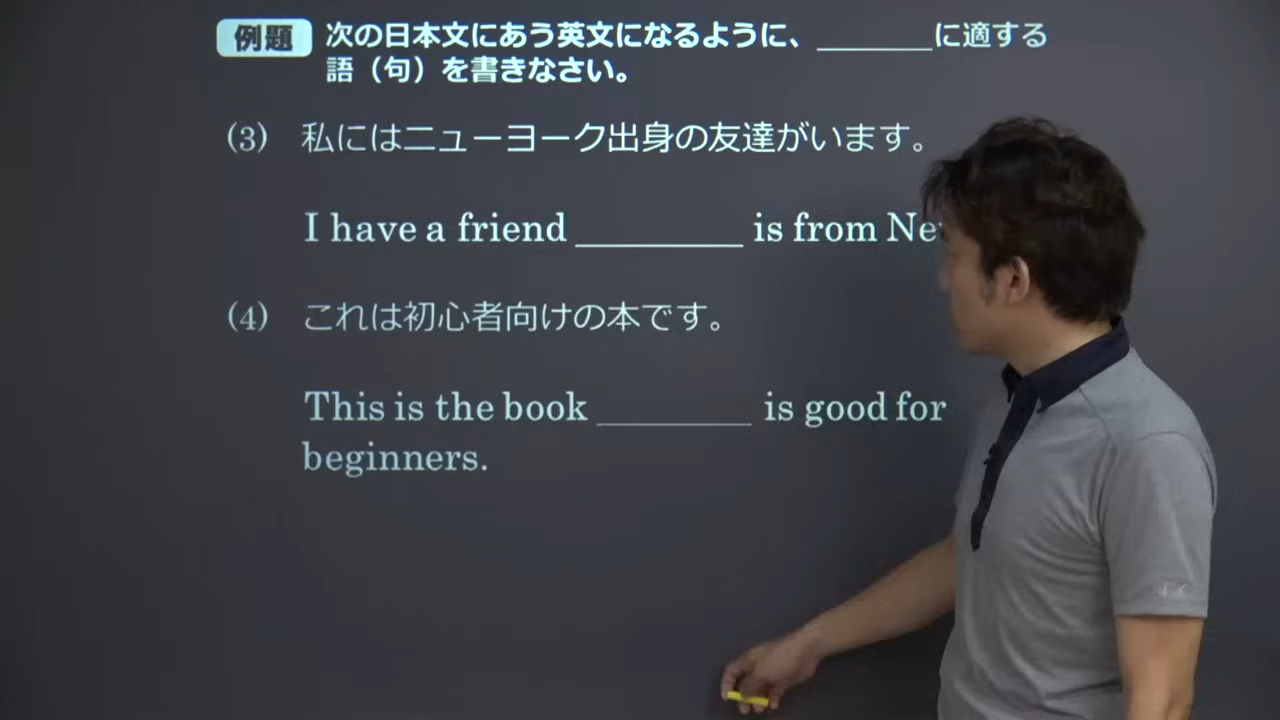 例題 次の日本文にあう英文になるように、________に適する
語（句）を書きなさい。
(3) 私にはニューヨーク出身の友達がいます。
I have a friend ________ is from
(4) これは初心者向けの本です。
This is the book ________ is good for
beginners.